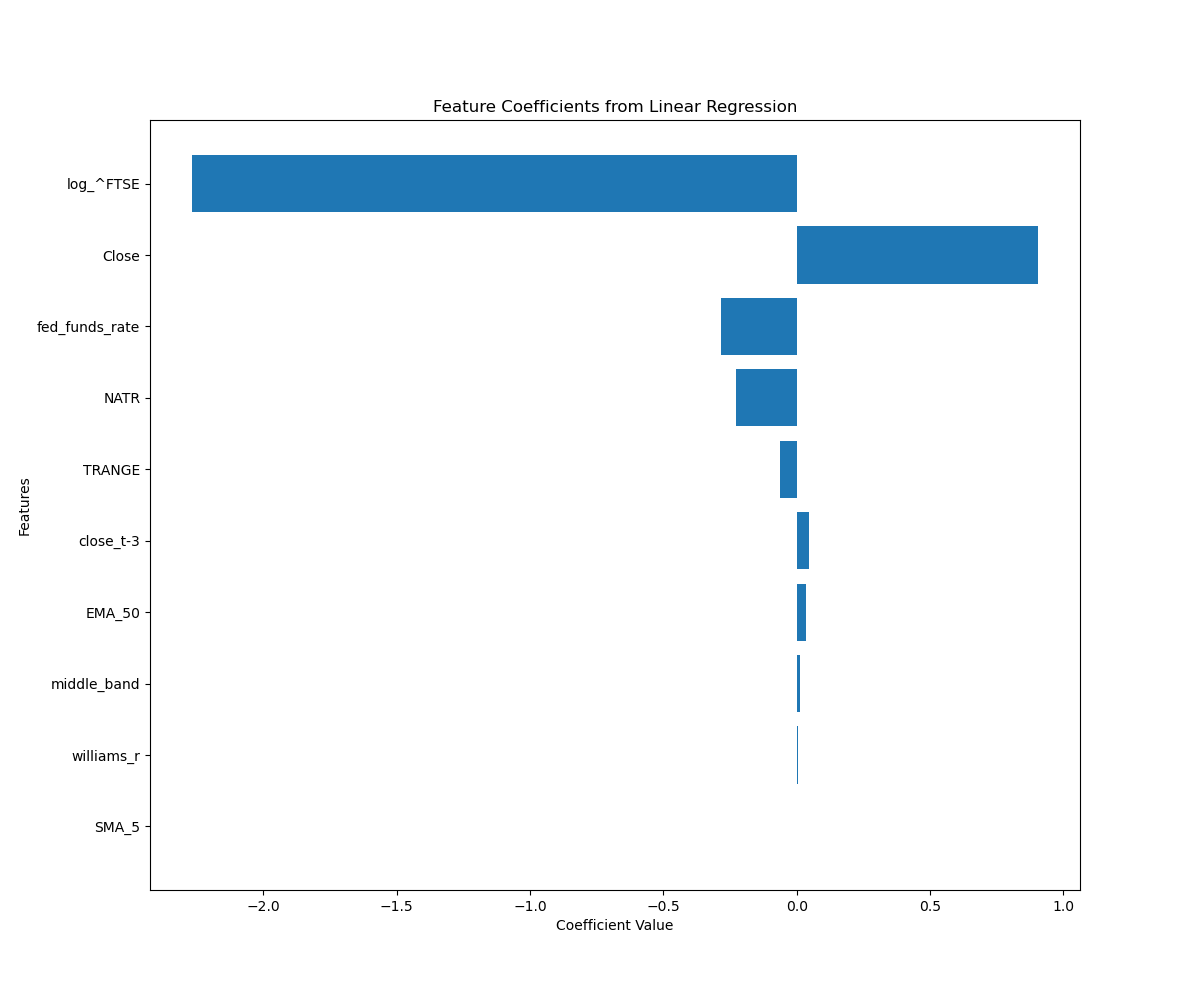 Feature Coefficients from Linear Regression
log_^FTSE
Close
fed_funds_rate
NATR
TRANGE
close_t-3
EMA_50
middle_band
williams_r
SMA_5
Features
−2.0 −1.5 −1.0 −0.5 0.0 0.5 1.0
Coefficient Value